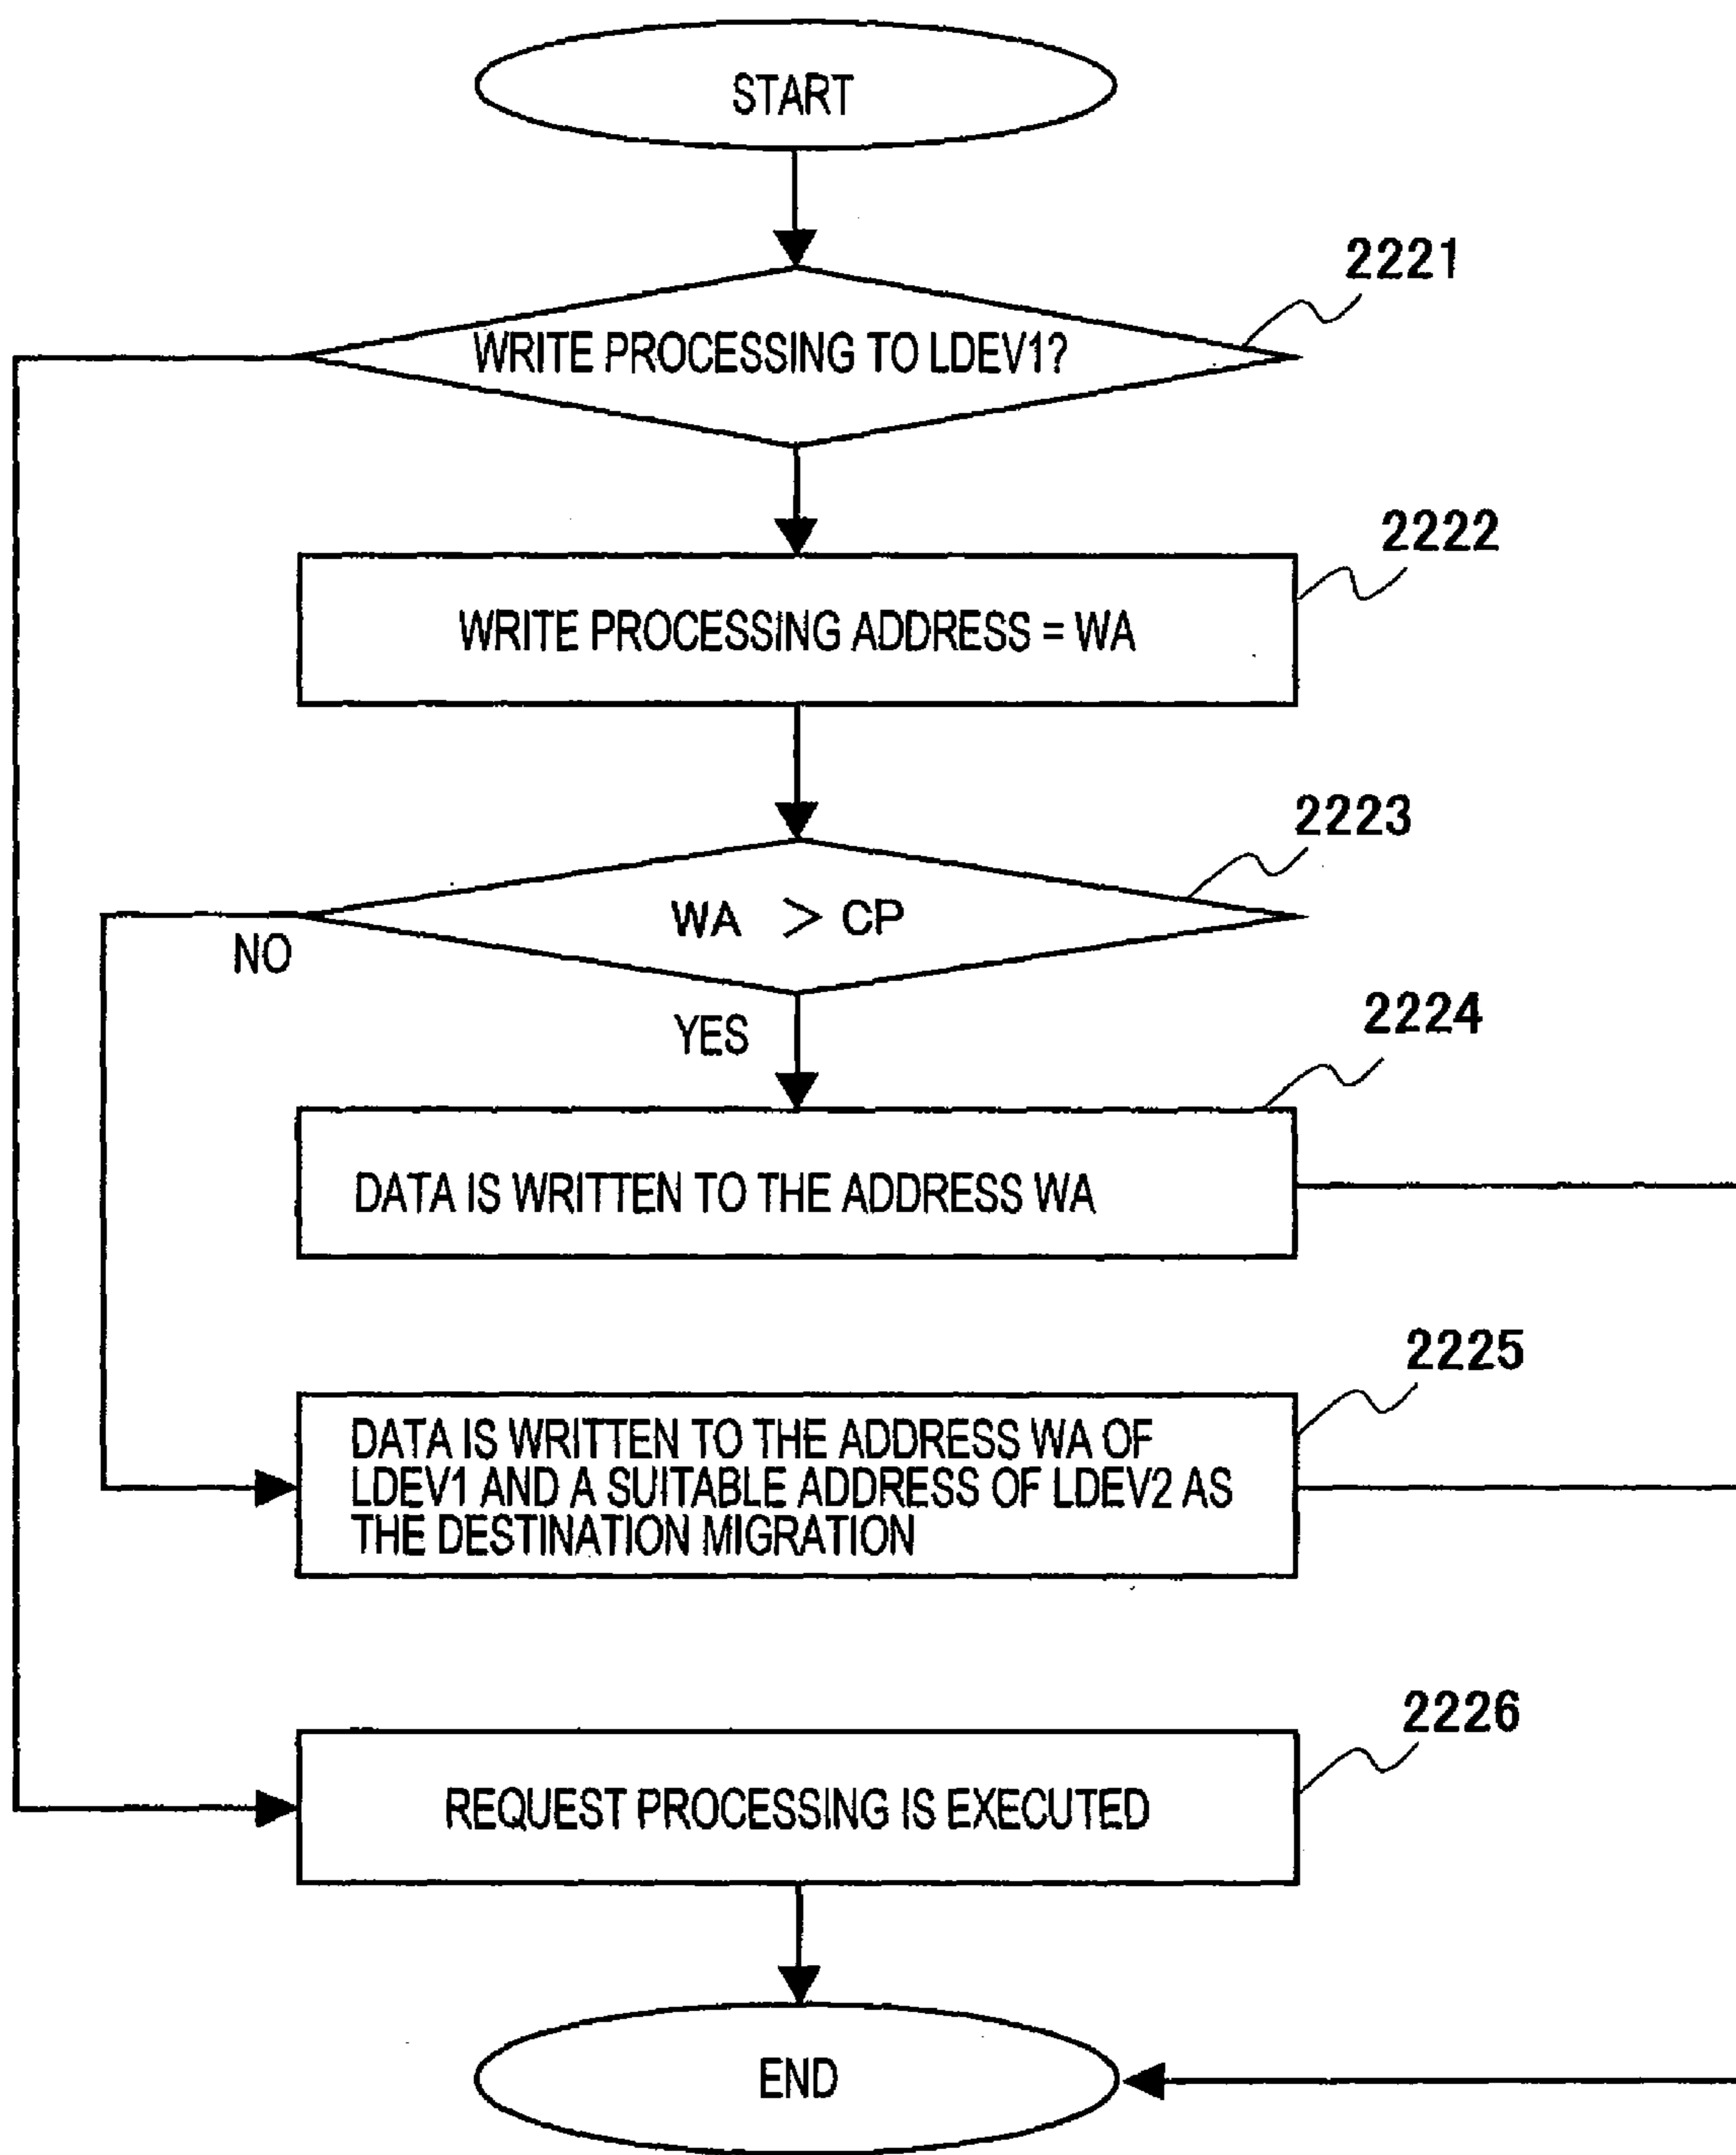 START
2221
WRITE PROCESSING TO LDEV1?
2222
WRITE PROCESSING ADDRESS = WA
2223
WA > CP
NO
YES
2224
DATA IS WRITTEN TO THE ADDRESS WA
2225
DATA IS WRITTEN TO THE ADDRESS WA OF
LDEV1 AND A SUITABLE ADDRESS OF LDEV2 AS
THE DESTINATION MIGRATION
2226
REQUEST PROCESSING IS EXECUTED
END